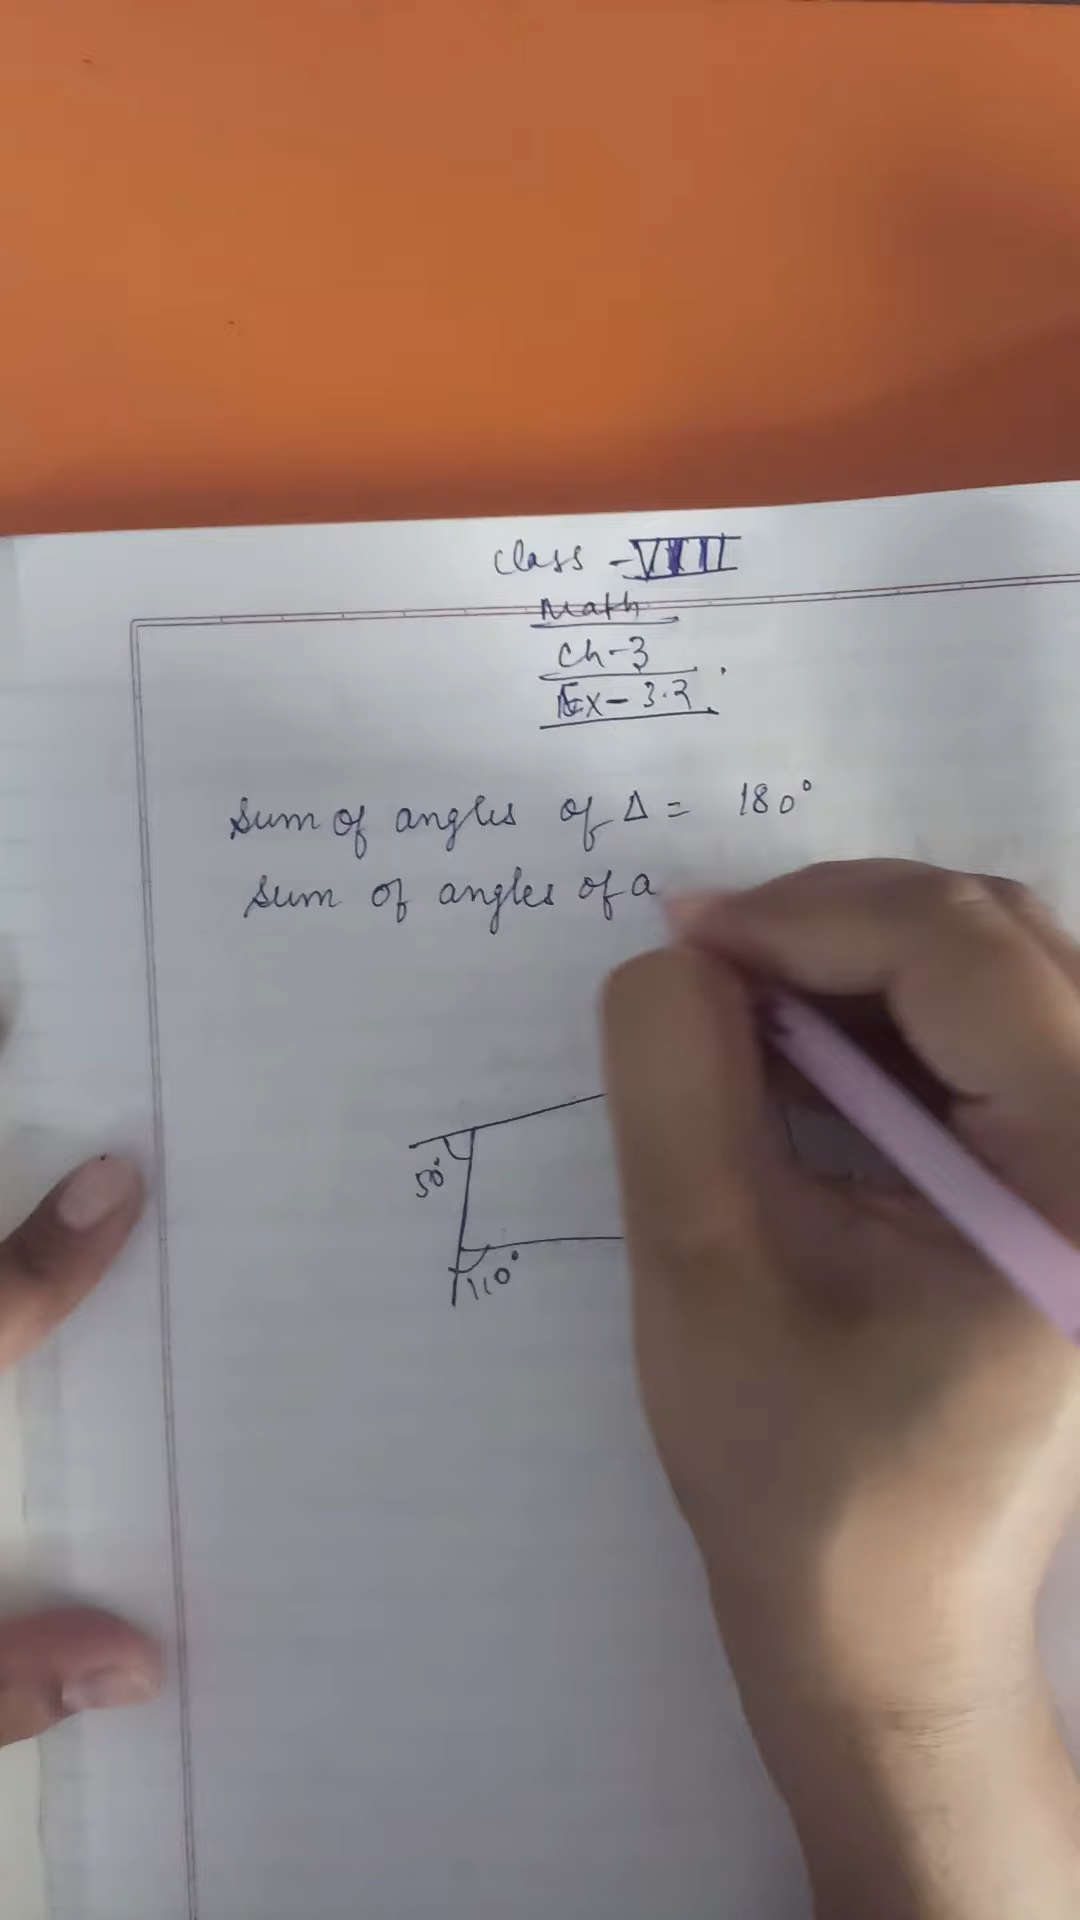 Class - VIII
Math
Ch-3
Ex- 3.2
Sum of angles of Δ = 180°
Sum of angles of a
50°
110°